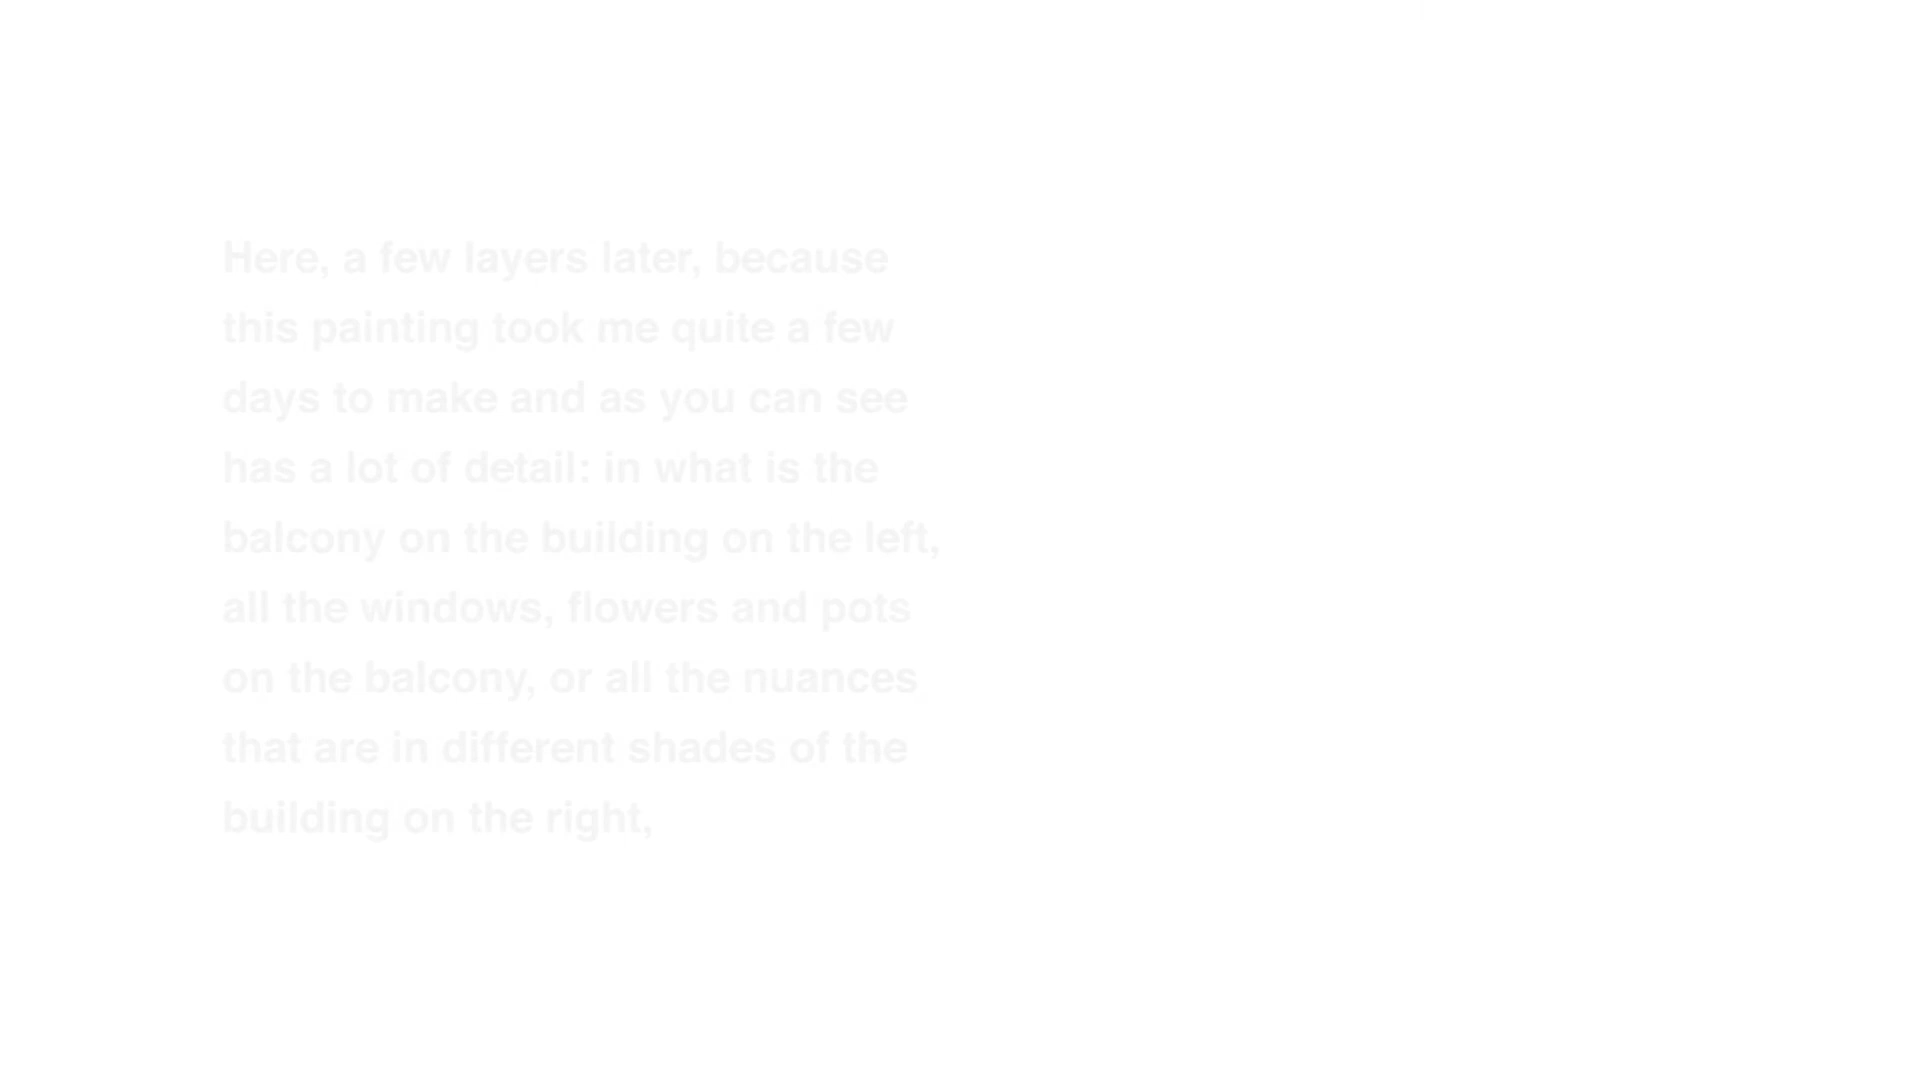 Here, a few layers later, because
this painting took me quite a few
days to make and as you can see
has a lot of detail: in what is the
balcony on the building on the left,
all the windows, flowers and pots
on the balcony, or all the nuances
that are in different shades of the
building on the right,